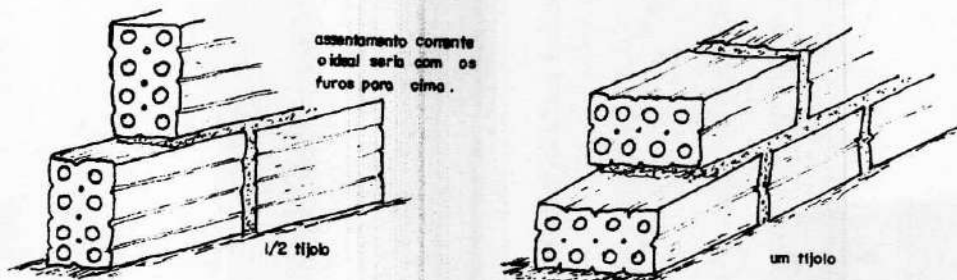 assentamento corrente
o ideal seria com os
furos para cima.
1/2 tijolo
um tijolo